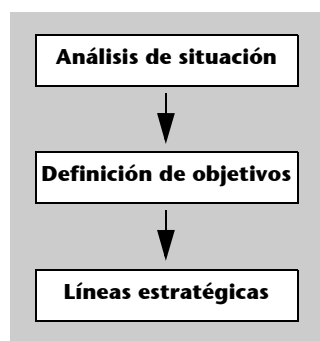 Análisis de situación
Definición de objetivos
Líneas estratégicas